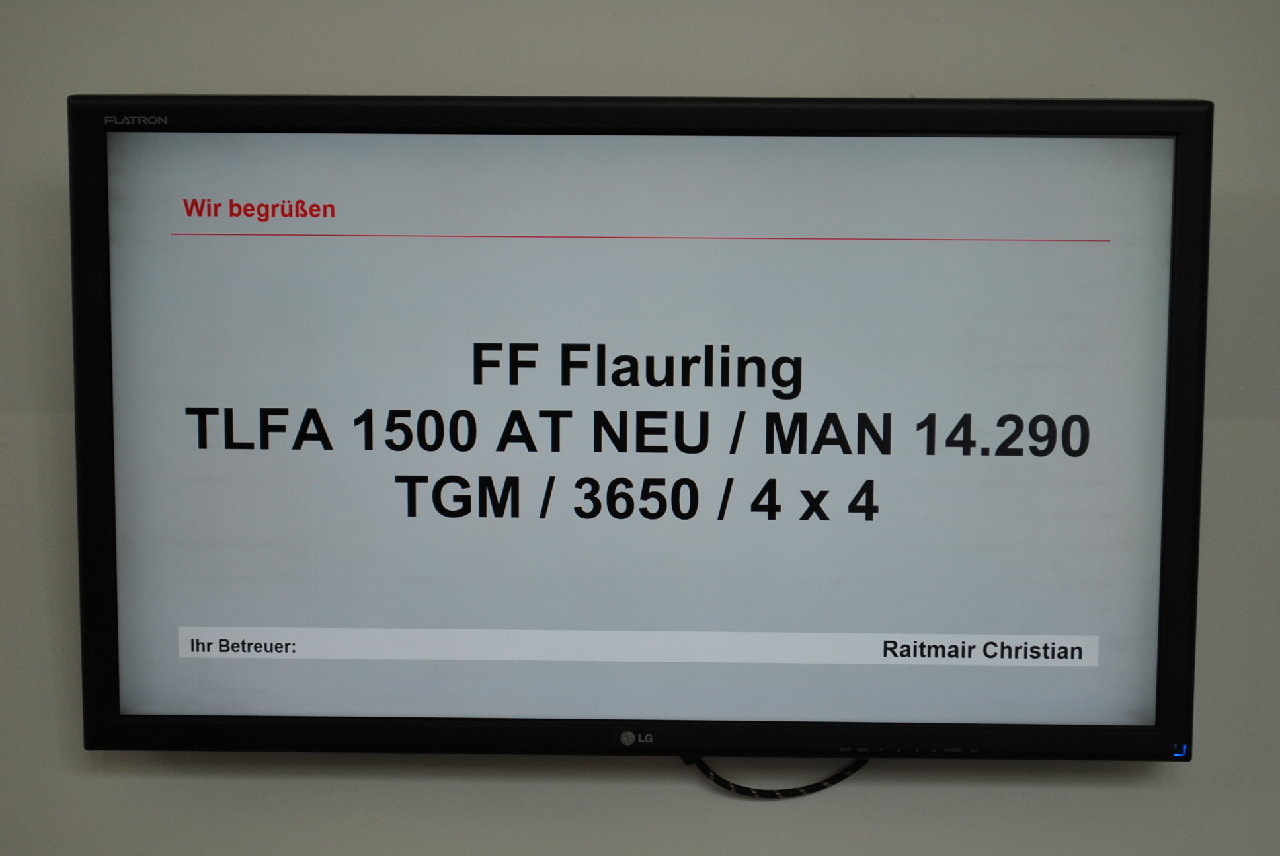 FLATRON
Wir begrüßen
FF Flaurling
TLFA 1500 AT NEU / MAN 14.290
TGM / 3650 / 4 x 4
Ihr Betreuer: Raitmair Christian
LG